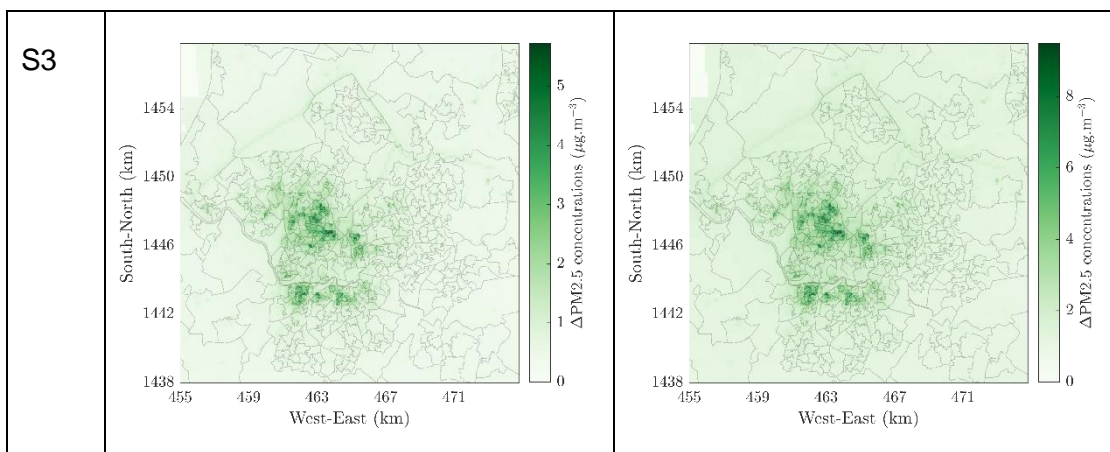 S3
1454
1450
1446
1442
1438
South-North (km)
455 459 463 467 471
West-East (km)
5
4
3
2
1
0
ΔPM2.5 concentrations (μg.m⁻³)
1454
1450
1446
1442
1438
South-North (km)
455 459 463 467 471
West-East (km)
8
6
4
2
0
ΔPM2.5 concentrations (μg.m⁻³)